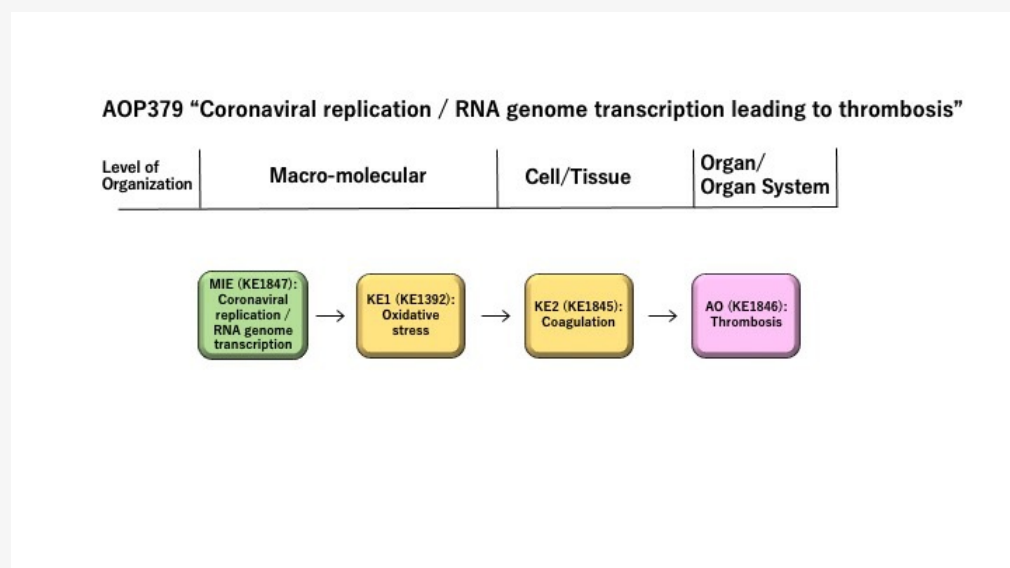 AOP379 “Coronaviral replication / RNA genome transcription leading to thrombosis”
Level of
Organization
Macro-molecular
Cell/Tissue
Organ/
Organ System
MIE (KE1847):
Coronaviral
replication /
RNA genome
transcription
KE1 (KE1392):
Oxidative
stress
KE2 (KE1845):
Coagulation
AO (KE1846):
Thrombosis